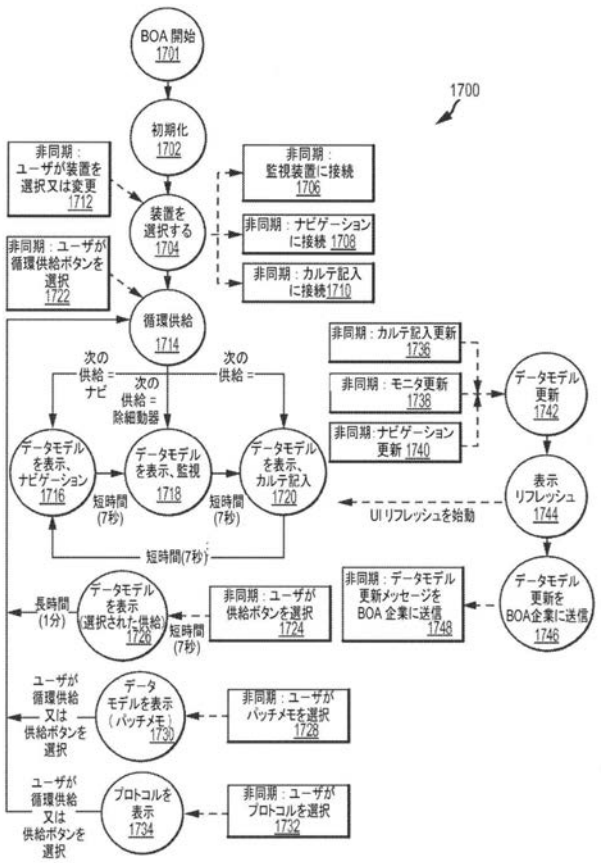 BOA 開始
1701
1700
初期化
1702
非同期：
ユーザが装置を
選択又は変更
1712
非同期：
監視装置に接続
1706
装置を
選択する
1704
非同期：ナビゲーション
に接続 1708
非同期：ユーザが
循環供給ボタンを
選択
1722
非同期：カルテ記入
に接続1710
循環供給
1714
非同期：カルテ記入更新
1736
次の
供給＝
ナビ
次の
供給＝
除細動器
次の
供給＝
非同期：モニタ更新
1738
データモデル
更新
1742
非同期：ナビゲーション
更新 1740
データモデル
を表示、
ナビゲーション
1716
データモデル
を表示、監視
1718
データモデル
を表示、
カルテ記入
1720
短時間
(7秒)
短時間
(7秒)
短時間(7秒)
表示
リフレッシュ
1744
UI リフレッシュを始動
データモデル
を表示
(選択された供給)
1726
長時間
(1分)
短時間
(7秒)
非同期：ユーザが
供給ボタンを選択
1724
非同期：データモデル
更新メッセージを
BOA 企業に送信
1748
データモデル
更新を
BOA企業に送信
1746
ユーザが
循環供給
又は
供給ボタンを
選択
データ
モデルを表示
(パッチメモ)
1730
非同期：ユーザが
パッチメモを選択
1728
ユーザが
循環供給
又は
供給ボタンを
選択
プロトコルを
表示
1734
非同期：ユーザが
プロトコルを選択
1732